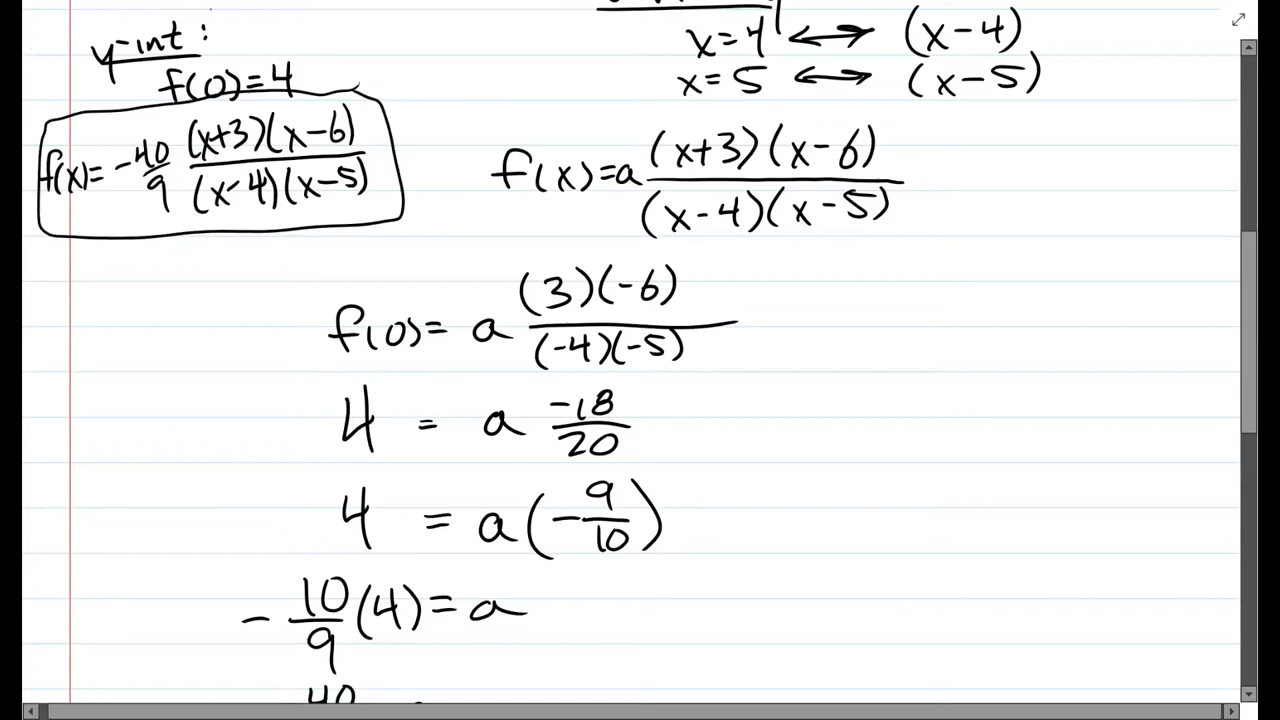 y-int:
f(0)=4
f(x)= -40/9 (x+3)(x-6)/(x-4)(x-5)
x=4 ↔ (x-4)
x=5 ↔ (x-5)
f(x)=a (x+3)(x-6)/(x-4)(x-5)
f(0)= a (3)(-6)/(-4)(-5)
4 = a -18/20
4 = a(-9/10)
-10/9(4)=a
40